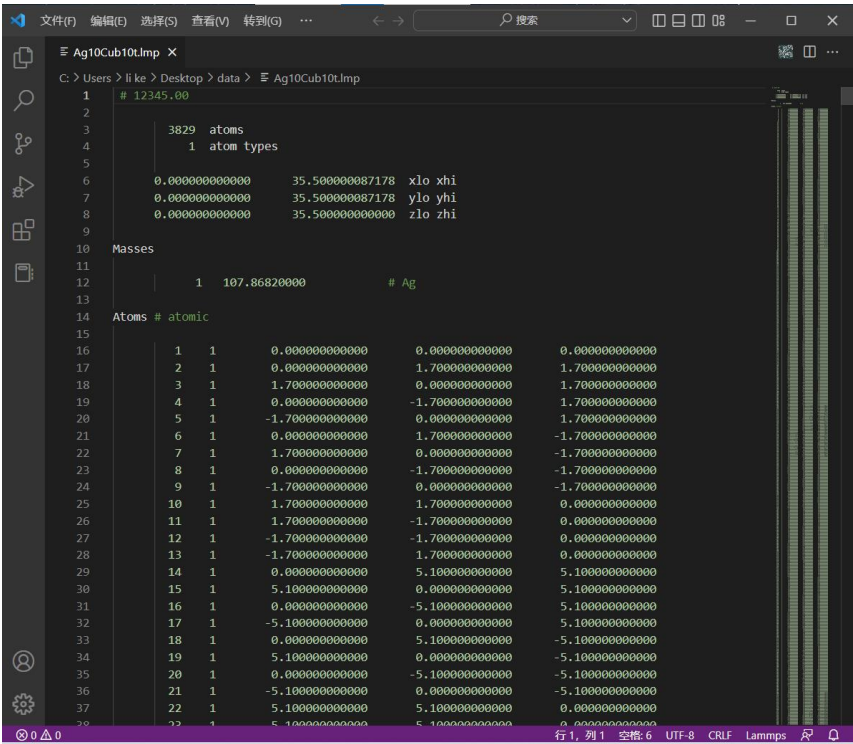 文件(F) 编辑(E) 选择(S) 查看(V) 转到(G) ··· 搜索
Ag10Cub10t.lmp
C: > Users > li ke > Desktop > data > Ag10Cub10t.lmp
1 # 12345.00
2
3 3829 atoms
4 1 atom types
5
6 0.000000000000 35.500000087178 xlo xhi
7 0.000000000000 35.500000087178 ylo yhi
8 0.000000000000 35.500000000000 zlo zhi
9
10 Masses
11
12 1 107.86820000 # Ag
13
14 Atoms # atomic
15
16 1 1 0.000000000000 0.000000000000 0.000000000000
17 2 1 0.000000000000 1.700000000000 1.700000000000
18 3 1 1.700000000000 0.000000000000 1.700000000000
19 4 1 0.000000000000 -1.700000000000 1.700000000000
20 5 1 -1.700000000000 0.000000000000 1.700000000000
21 6 1 0.000000000000 1.700000000000 -1.700000000000
22 7 1 1.700000000000 0.000000000000 -1.700000000000
23 8 1 0.000000000000 -1.700000000000 -1.700000000000
24 9 1 -1.700000000000 0.000000000000 -1.700000000000
25 10 1 1.700000000000 1.700000000000 0.000000000000
26 11 1 1.700000000000 -1.700000000000 0.000000000000
27 12 1 -1.700000000000 -1.700000000000 0.000000000000
28 13 1 -1.700000000000 1.700000000000 0.000000000000
29 14 1 0.000000000000 5.100000000000 5.100000000000
30 15 1 5.100000000000 0.000000000000 5.100000000000
31 16 1 0.000000000000 -5.100000000000 5.100000000000
32 17 1 -5.100000000000 0.000000000000 5.100000000000
33 18 1 0.000000000000 5.100000000000 -5.100000000000
34 19 1 5.100000000000 0.000000000000 -5.100000000000
35 20 1 0.000000000000 -5.100000000000 -5.100000000000
36 21 1 -5.100000000000 0.000000000000 -5.100000000000
37 22 1 5.100000000000 5.100000000000 0.000000000000
0 0 行 1, 列 1 空格: 6 UTF-8 CRLF Lammps